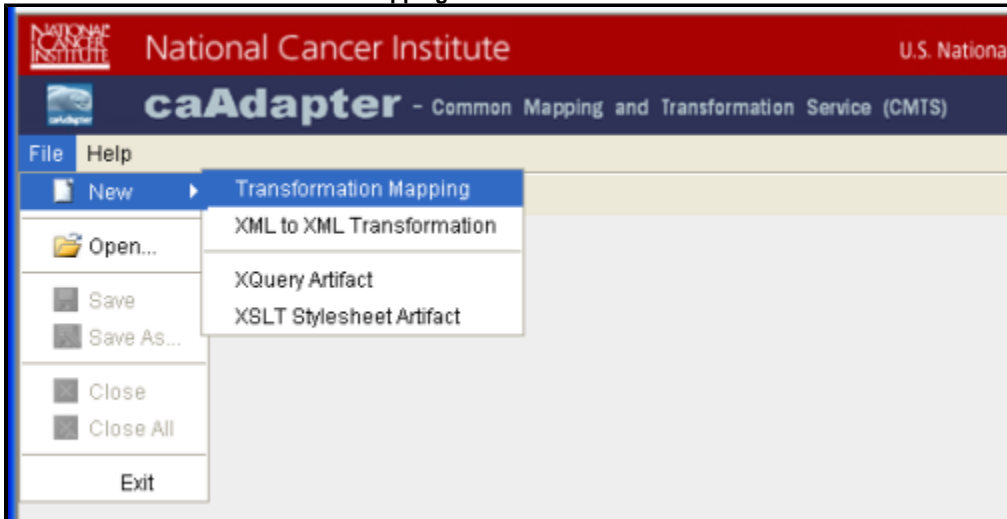 pping
NATIONAL
CANCER
INSTITUTE
National Cancer Institute
U.S. Nationa
caAdapter
caAdapter - Common Mapping and Transformation Service (CMTS)
File Help
New
Transformation Mapping
XML to XML Transformation
Open...
XQuery Artifact
Save
XSLT Stylesheet Artifact
Save As...
Close
Close All
Exit